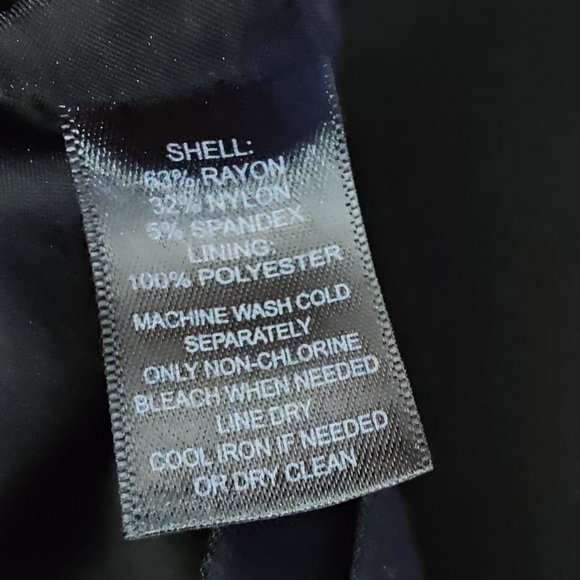 SHELL:
63% RAYON
32% NYLON
5% SPANDEX
LINING:
100% POLYESTER
MACHINE WASH COLD
SEPARATELY
ONLY NON-CHLORINE
BLEACH WHEN NEEDED
LINE DRY
COOL IRON IF NEEDED
OR DRY CLEAN